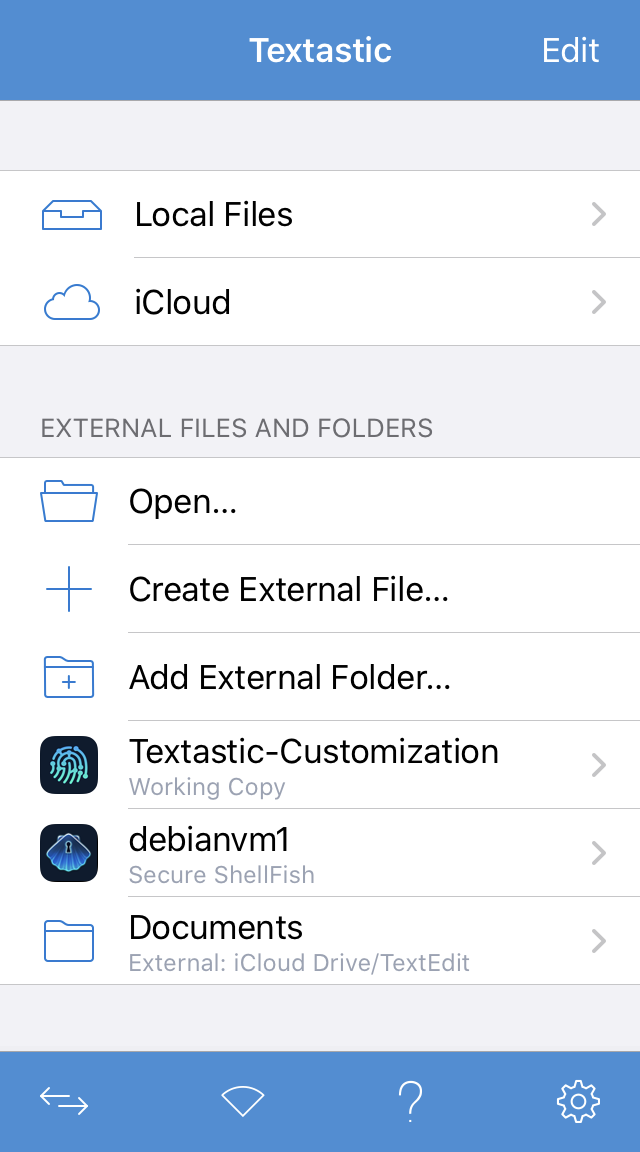 Textastic
Edit
Local Files
iCloud
EXTERNAL FILES AND FOLDERS
Open...
Create External File...
Add External Folder...
Textastic-Customization
Working Copy
debianvm1
Secure ShellFish
Documents
External: iCloud Drive/TextEdit